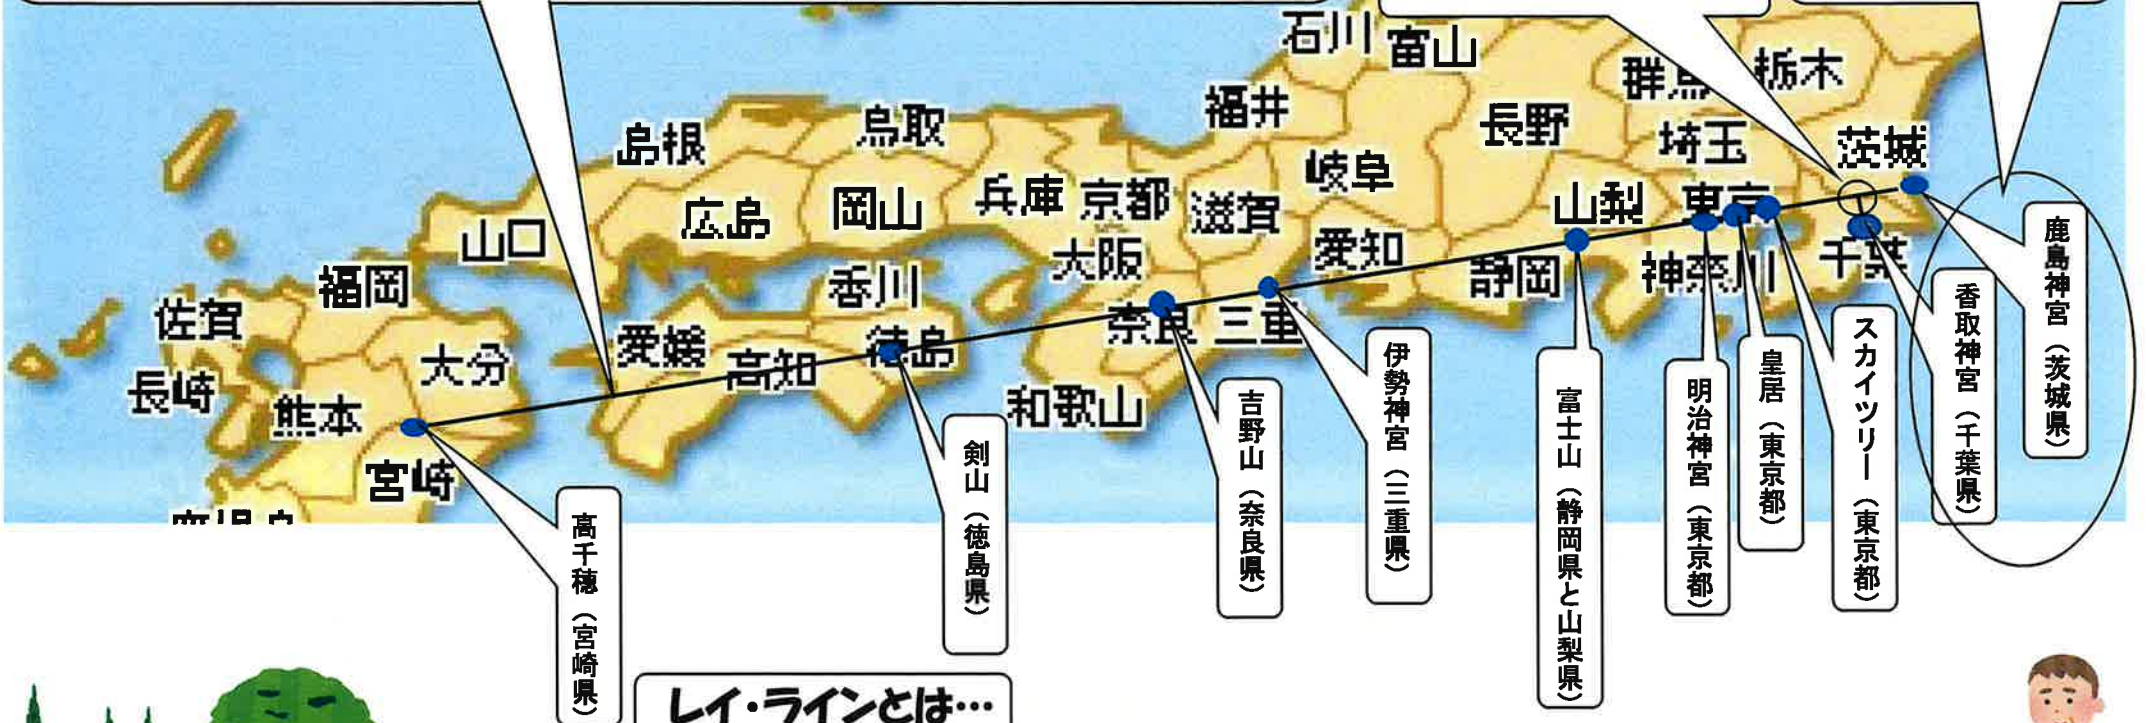 石川
富山
群馬
栃木
福井
長野
島根
鳥取
埼玉
茨城
岐阜
兵庫
京都
滋賀
山梨
東京
広島
岡山
山口
愛知
大阪
静岡
神奈川
千葉
福岡
香川
佐賀
奈良
三重
愛媛
高知
徳島
大分
長崎
熊本
和歌山
宮崎
鹿児島
鹿島神宮(茨城県)
香取神宮(千葉県)
スカイツリー(東京都)
皇居(東京都)
明治神宮(東京都)
富士山(静岡県と山梨県)
伊勢神宮(三重県)
吉野山(奈良県)
剣山(徳島県)
高千穂(宮崎県)
レイ・ラインとは…